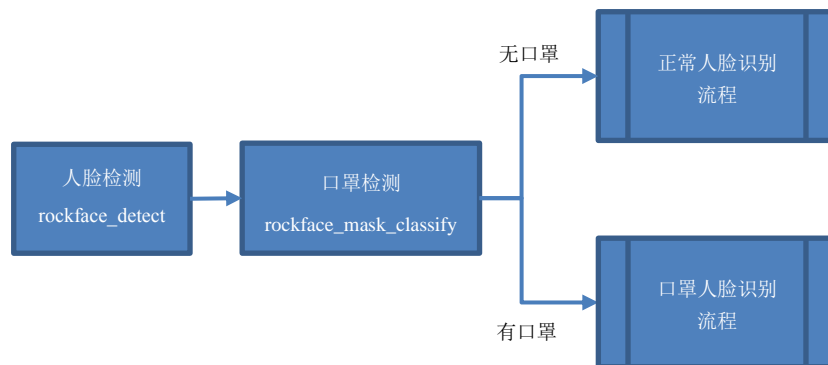 人脸检测
rockface_detect
口罩检测
rockface_mask_classify
无口罩
正常人脸识别
流程
有口罩
口罩人脸识别
流程